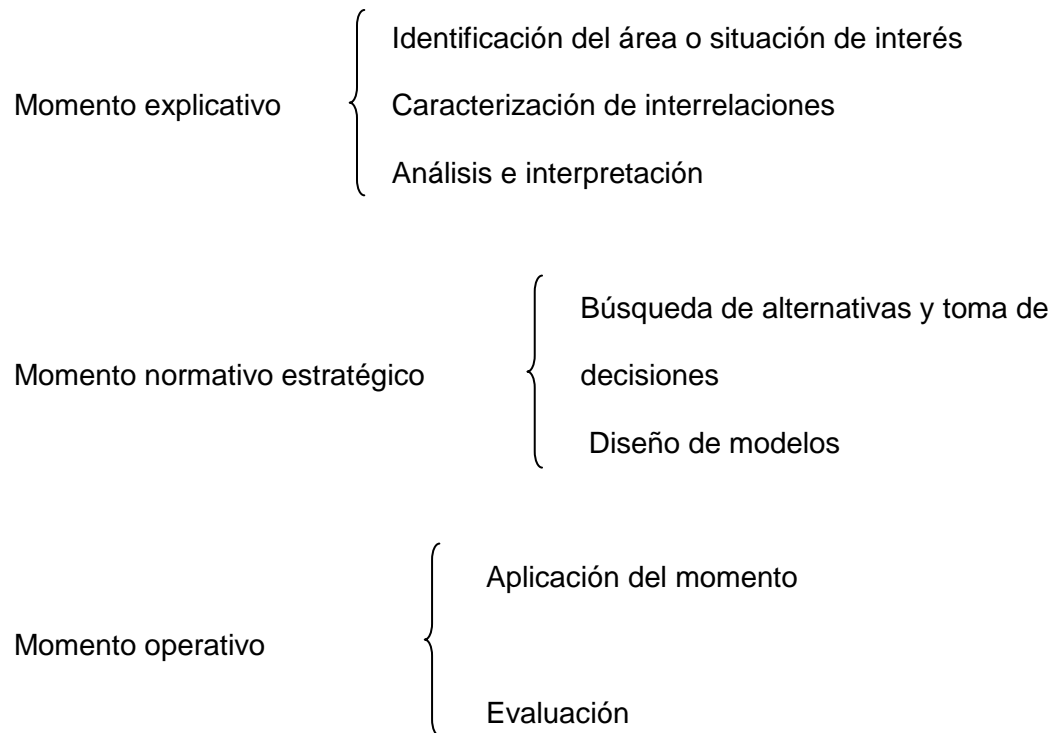 Identificación del área o situación de interés
Momento explicativo
Caracterización de interrelaciones
Análisis e interpretación
Búsqueda de alternativas y toma de
Momento normativo estratégico
decisiones
Diseño de modelos
Aplicación del momento
Momento operativo
Evaluación